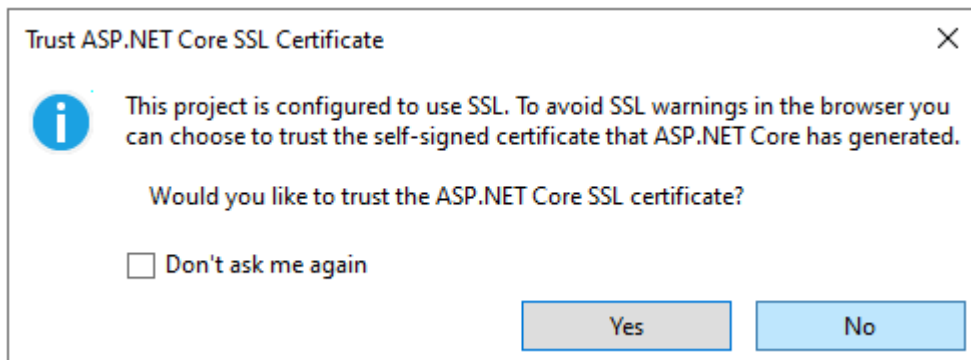 Trust ASP.NET Core SSL Certificate
This project is configured to use SSL. To avoid SSL warnings in the browser you
can choose to trust the self-signed certificate that ASP.NET Core has generated.
Would you like to trust the ASP.NET Core SSL certificate?
Don't ask me again
Yes No